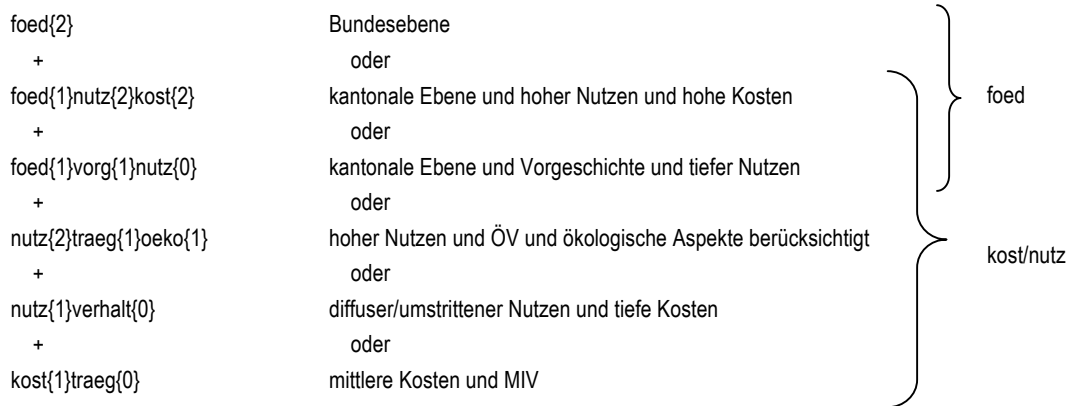 foed{2} Bundesebene
+ oder
foed{1}nutz{2}kost{2} kantonale Ebene und hoher Nutzen und hohe Kosten
foed
+ oder
foed{1}vorg{1}nutz{0} kantonale Ebene und Vorgeschichte und tiefer Nutzen
+ oder
nutz{2}traeg{1}oeko{1} hoher Nutzen und ÖV und ökologische Aspekte berücksichtigt
kost/nutz
+ oder
nutz{1}verhalt{0} diffuser/umstrittener Nutzen und tiefe Kosten
+ oder
kost{1}traeg{0} mittlere Kosten und MIV